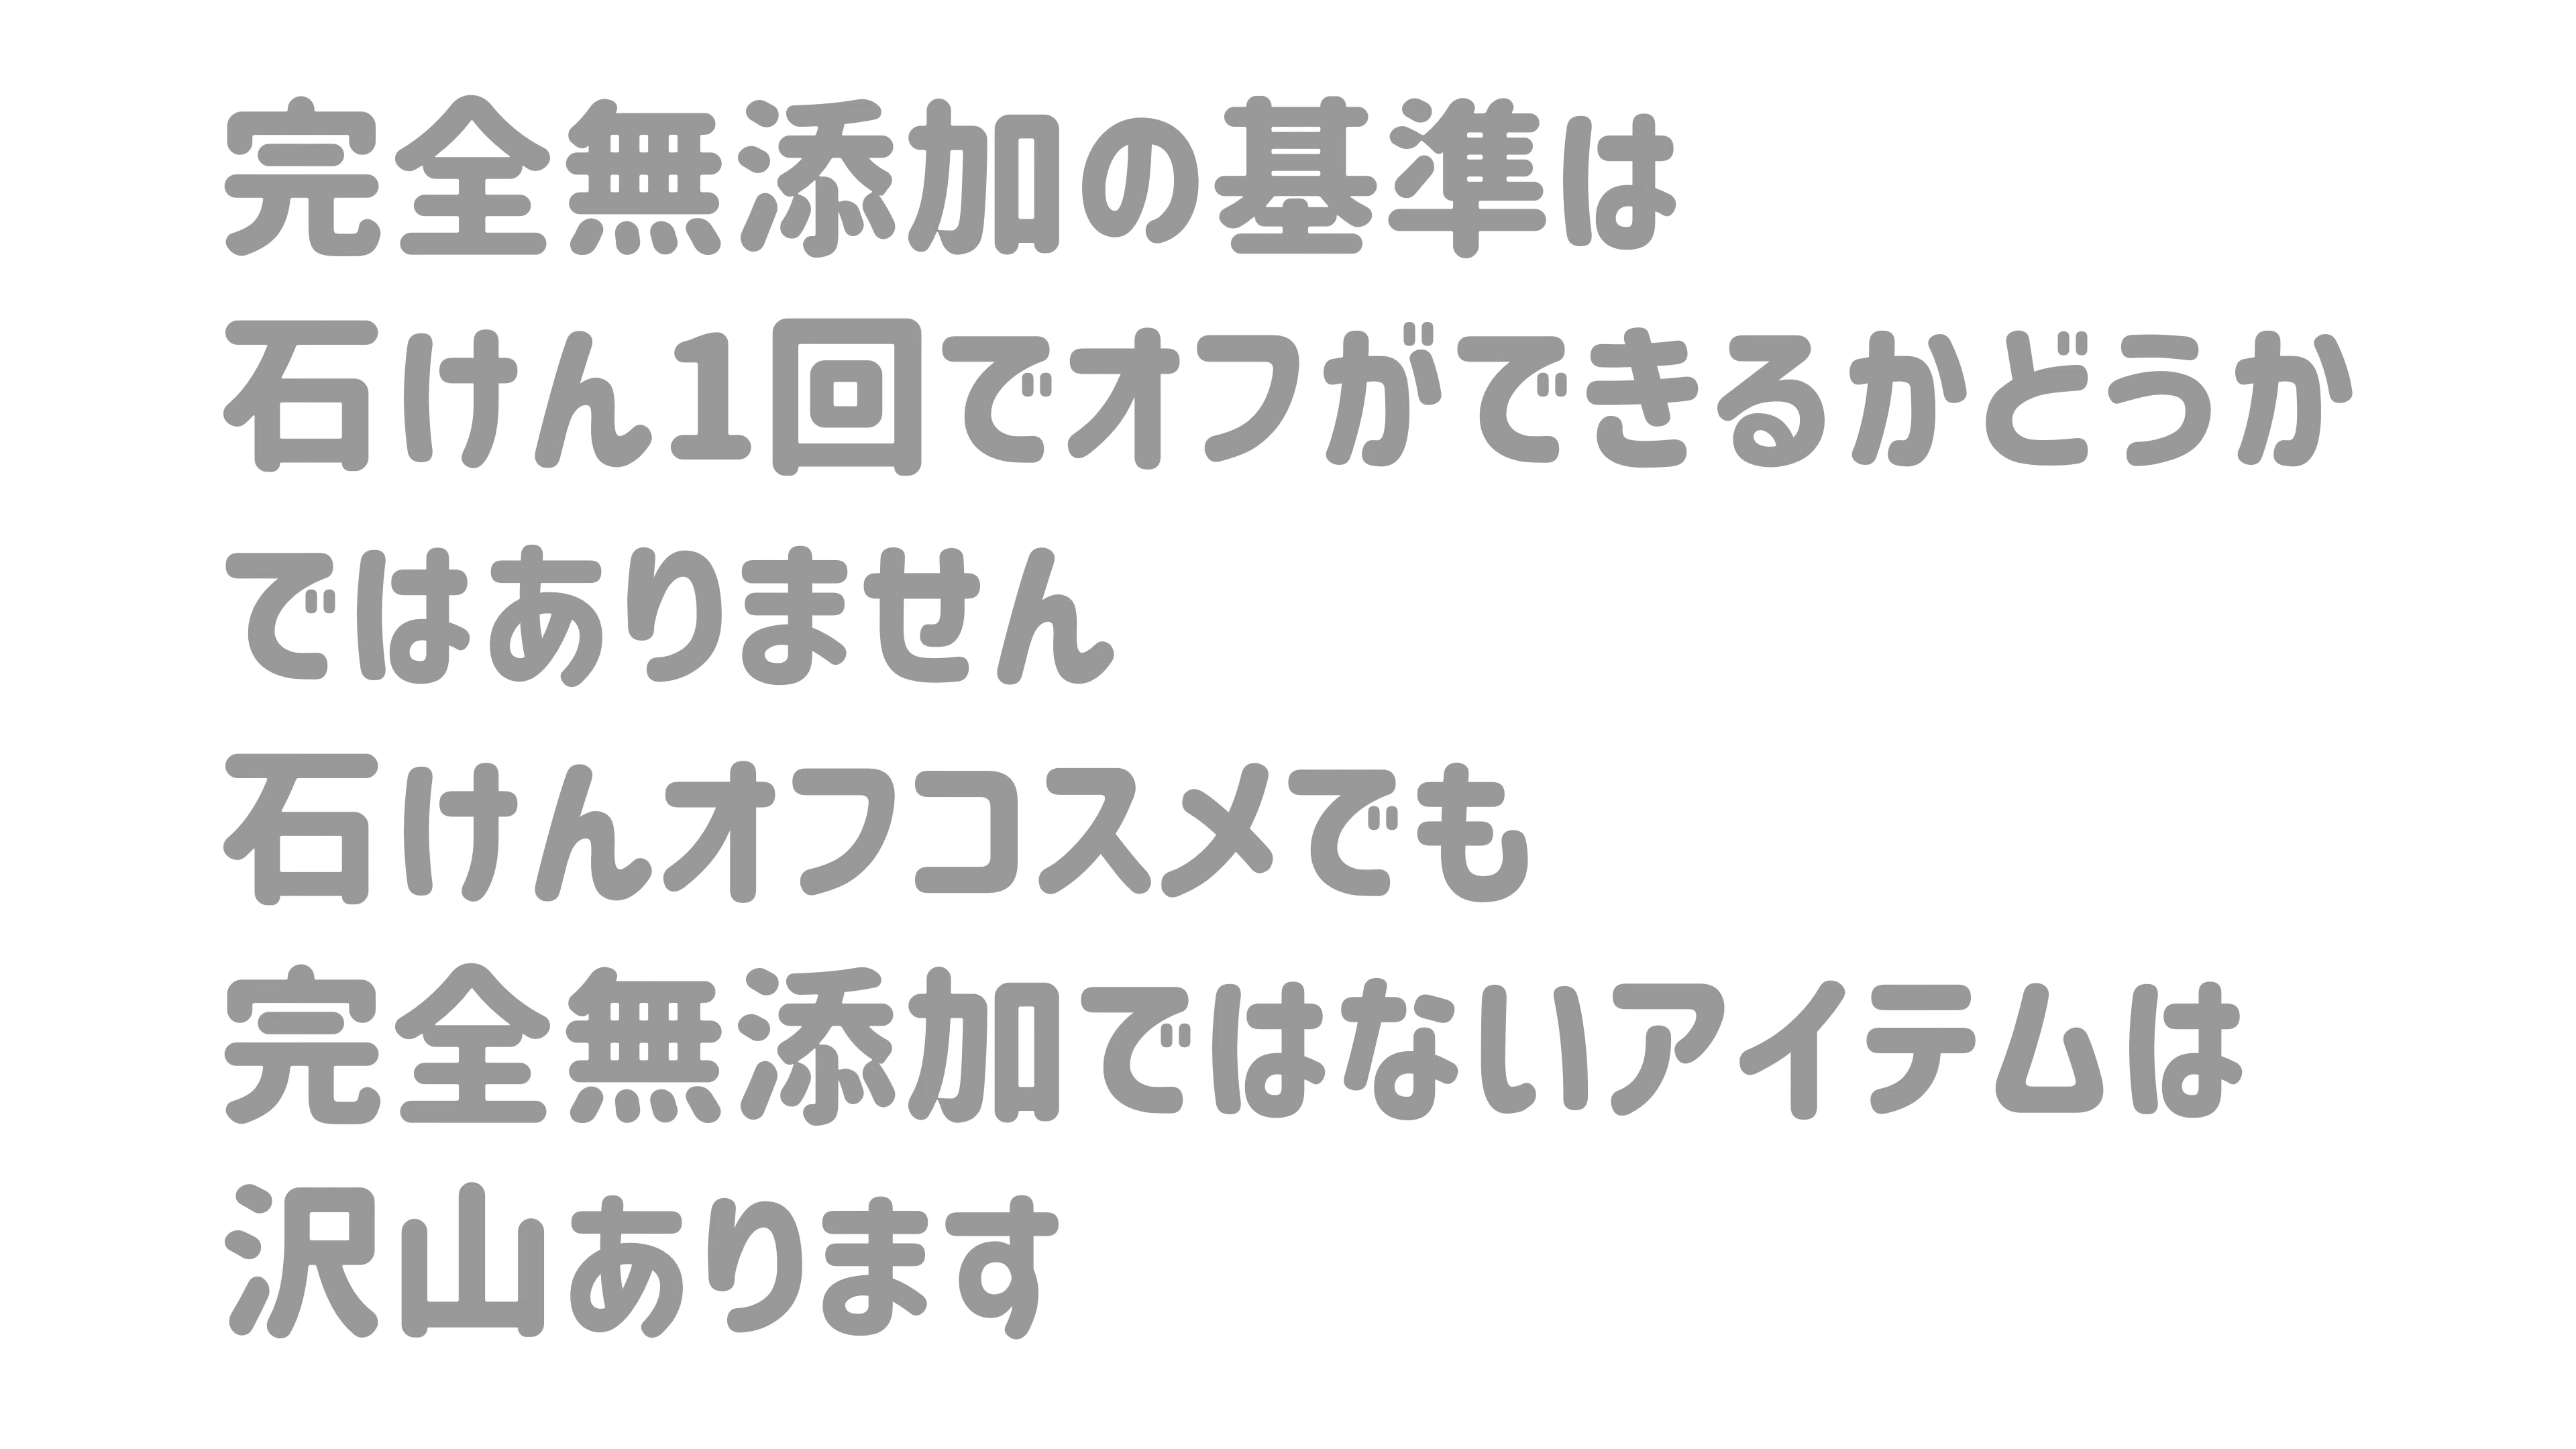 完全無添加の基準は
石けん1回でオフができるかどうか
ではありません
石けんオフコスメでも
完全無添加ではないアイテムは
沢山あります